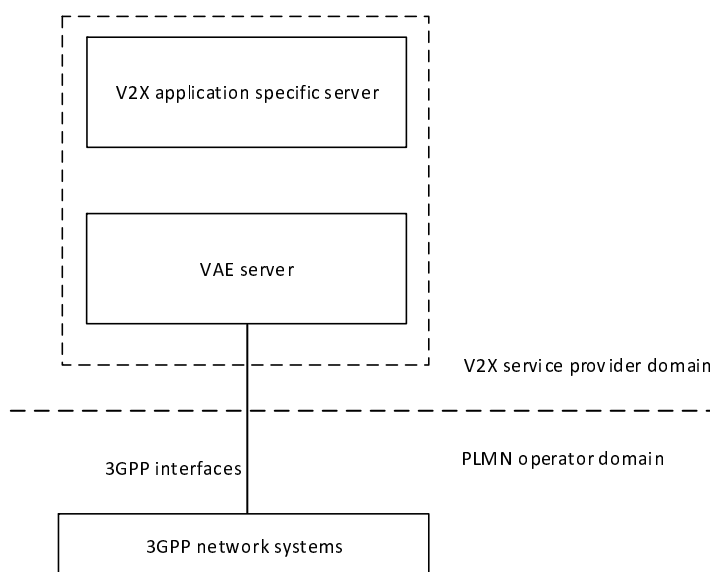 V2X application specific server
VAE server
V2X service provider domain
3GPP interfaces
PLMN operator domain
3GPP network systems